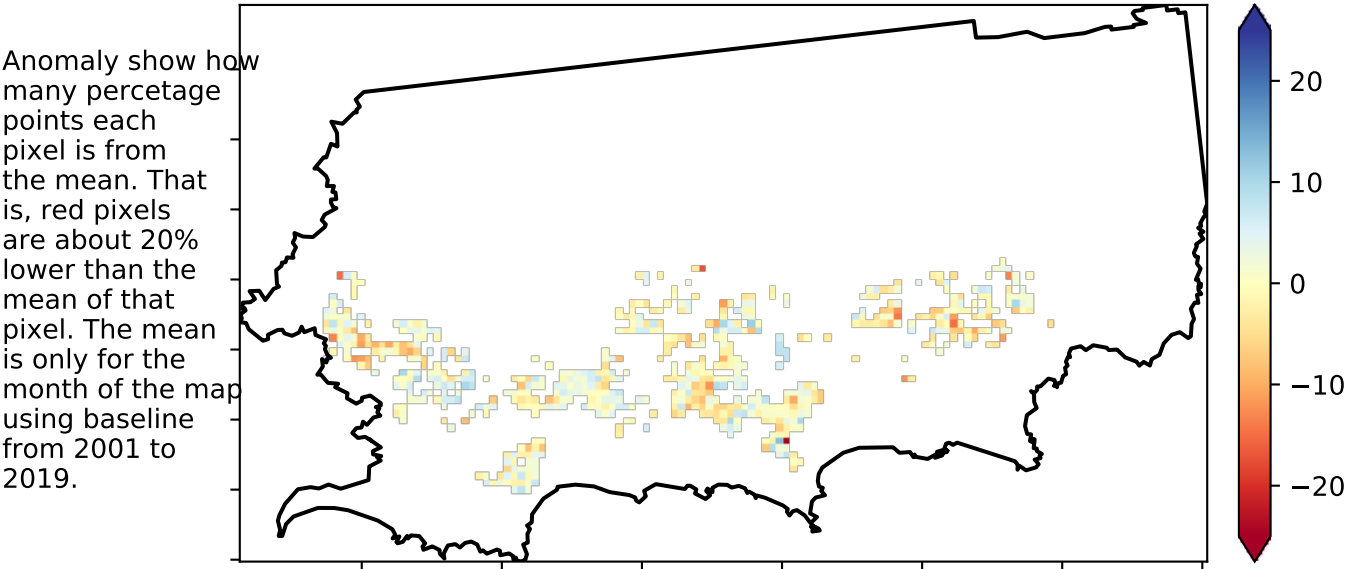 Anomaly show how
many percetage
points each
pixel is from
the mean. That
is, red pixels
are about 20%
lower than the
mean of that
pixel. The mean
is only for the
month of the map
using baseline
from 2001 to
2019.
20
10
0
−10
−20